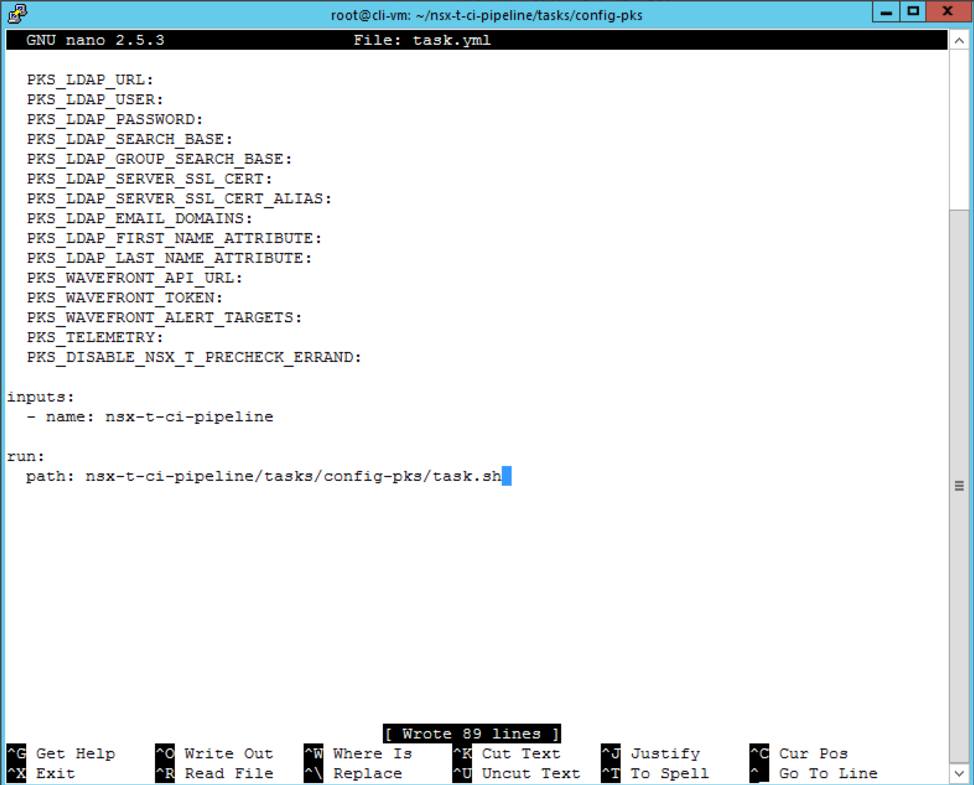 root@cli-vm: ~/nsx-t-ci-pipeline/tasks/config-pks
GNU nano 2.5.3 File: task.yml
PKS_LDAP_URL:
PKS_LDAP_USER:
PKS_LDAP_PASSWORD:
PKS_LDAP_SEARCH_BASE:
PKS_LDAP_GROUP_SEARCH_BASE:
PKS_LDAP_SERVER_SSL_CERT:
PKS_LDAP_SERVER_SSL_CERT_ALIAS:
PKS_LDAP_EMAIL_DOMAINS:
PKS_LDAP_FIRST_NAME_ATTRIBUTE:
PKS_LDAP_LAST_NAME_ATTRIBUTE:
PKS_WAVEFRONT_API_URL:
PKS_WAVEFRONT_TOKEN:
PKS_WAVEFRONT_ALERT_TARGETS:
PKS_TELEMETRY:
PKS_DISABLE_NSX_T_PRECHECK_ERRAND:
inputs:
- name: nsx-t-ci-pipeline
run:
path: nsx-t-ci-pipeline/tasks/config-pks/task.sh
[ Wrote 89 lines ]
^G Get Help ^O Write Out ^W Where Is ^K Cut Text ^J Justify ^C Cur Pos
^X Exit ^R Read File ^\ Replace ^U Uncut Text ^T To Spell ^_ Go To Line